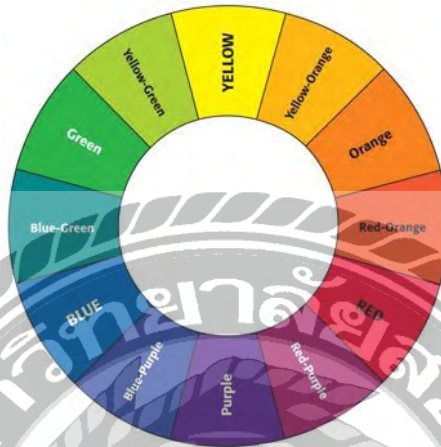 YELLOW
Yellow-Orange
Orange
Red-Orange
RED
Red-Purple
Purple
Blue-Purple
BLUE
Blue-Green
Green
Yellow-Green